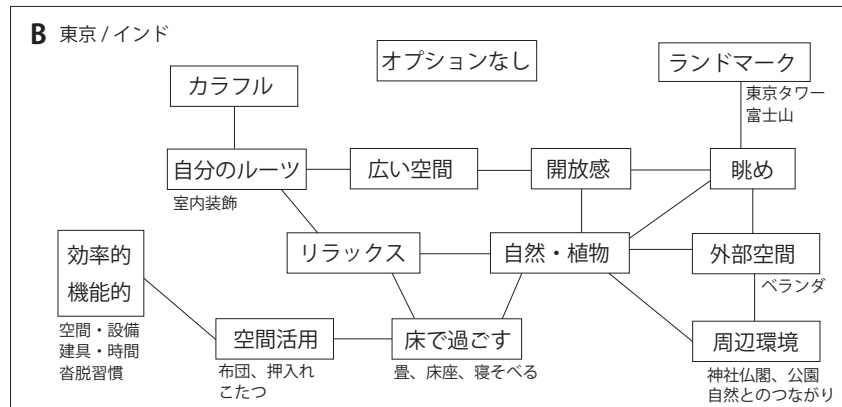 B 東京 / インド
オプションなし
ランドマーク
東京タワー
富士山
カラフル
自分のルーツ
室内装飾
広い空間
開放感
眺め
効率的
機能的
空間・設備
建具・時間
沓脱習慣
リラックス
自然・植物
外部空間
ベランダ
空間活用
布団、押入れ
こたつ
床で過ごす
畳、床座、寝そべる
周辺環境
神社仏閣、公園
自然とのつながり